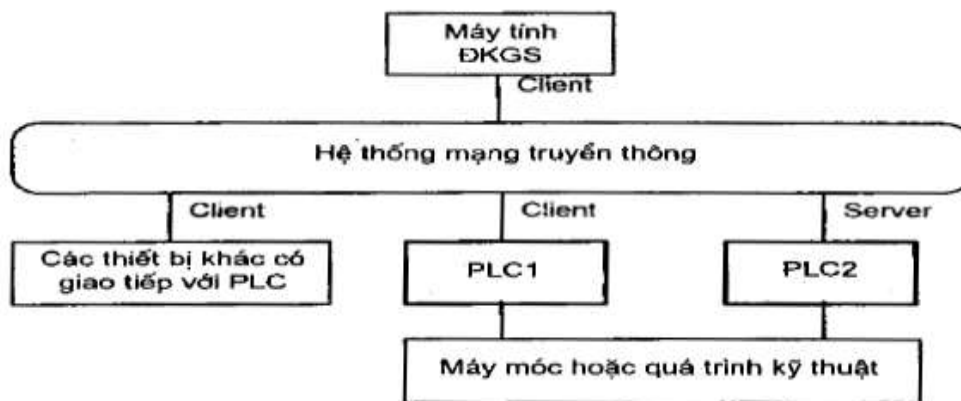 Máy tính
ĐKGS
Client
Hệ thống mạng truyền thông
Client
Client
Server
Các thiết bị khác có
giao tiếp với PLC
PLC1
PLC2
Máy móc hoặc quá trình kỹ thuật